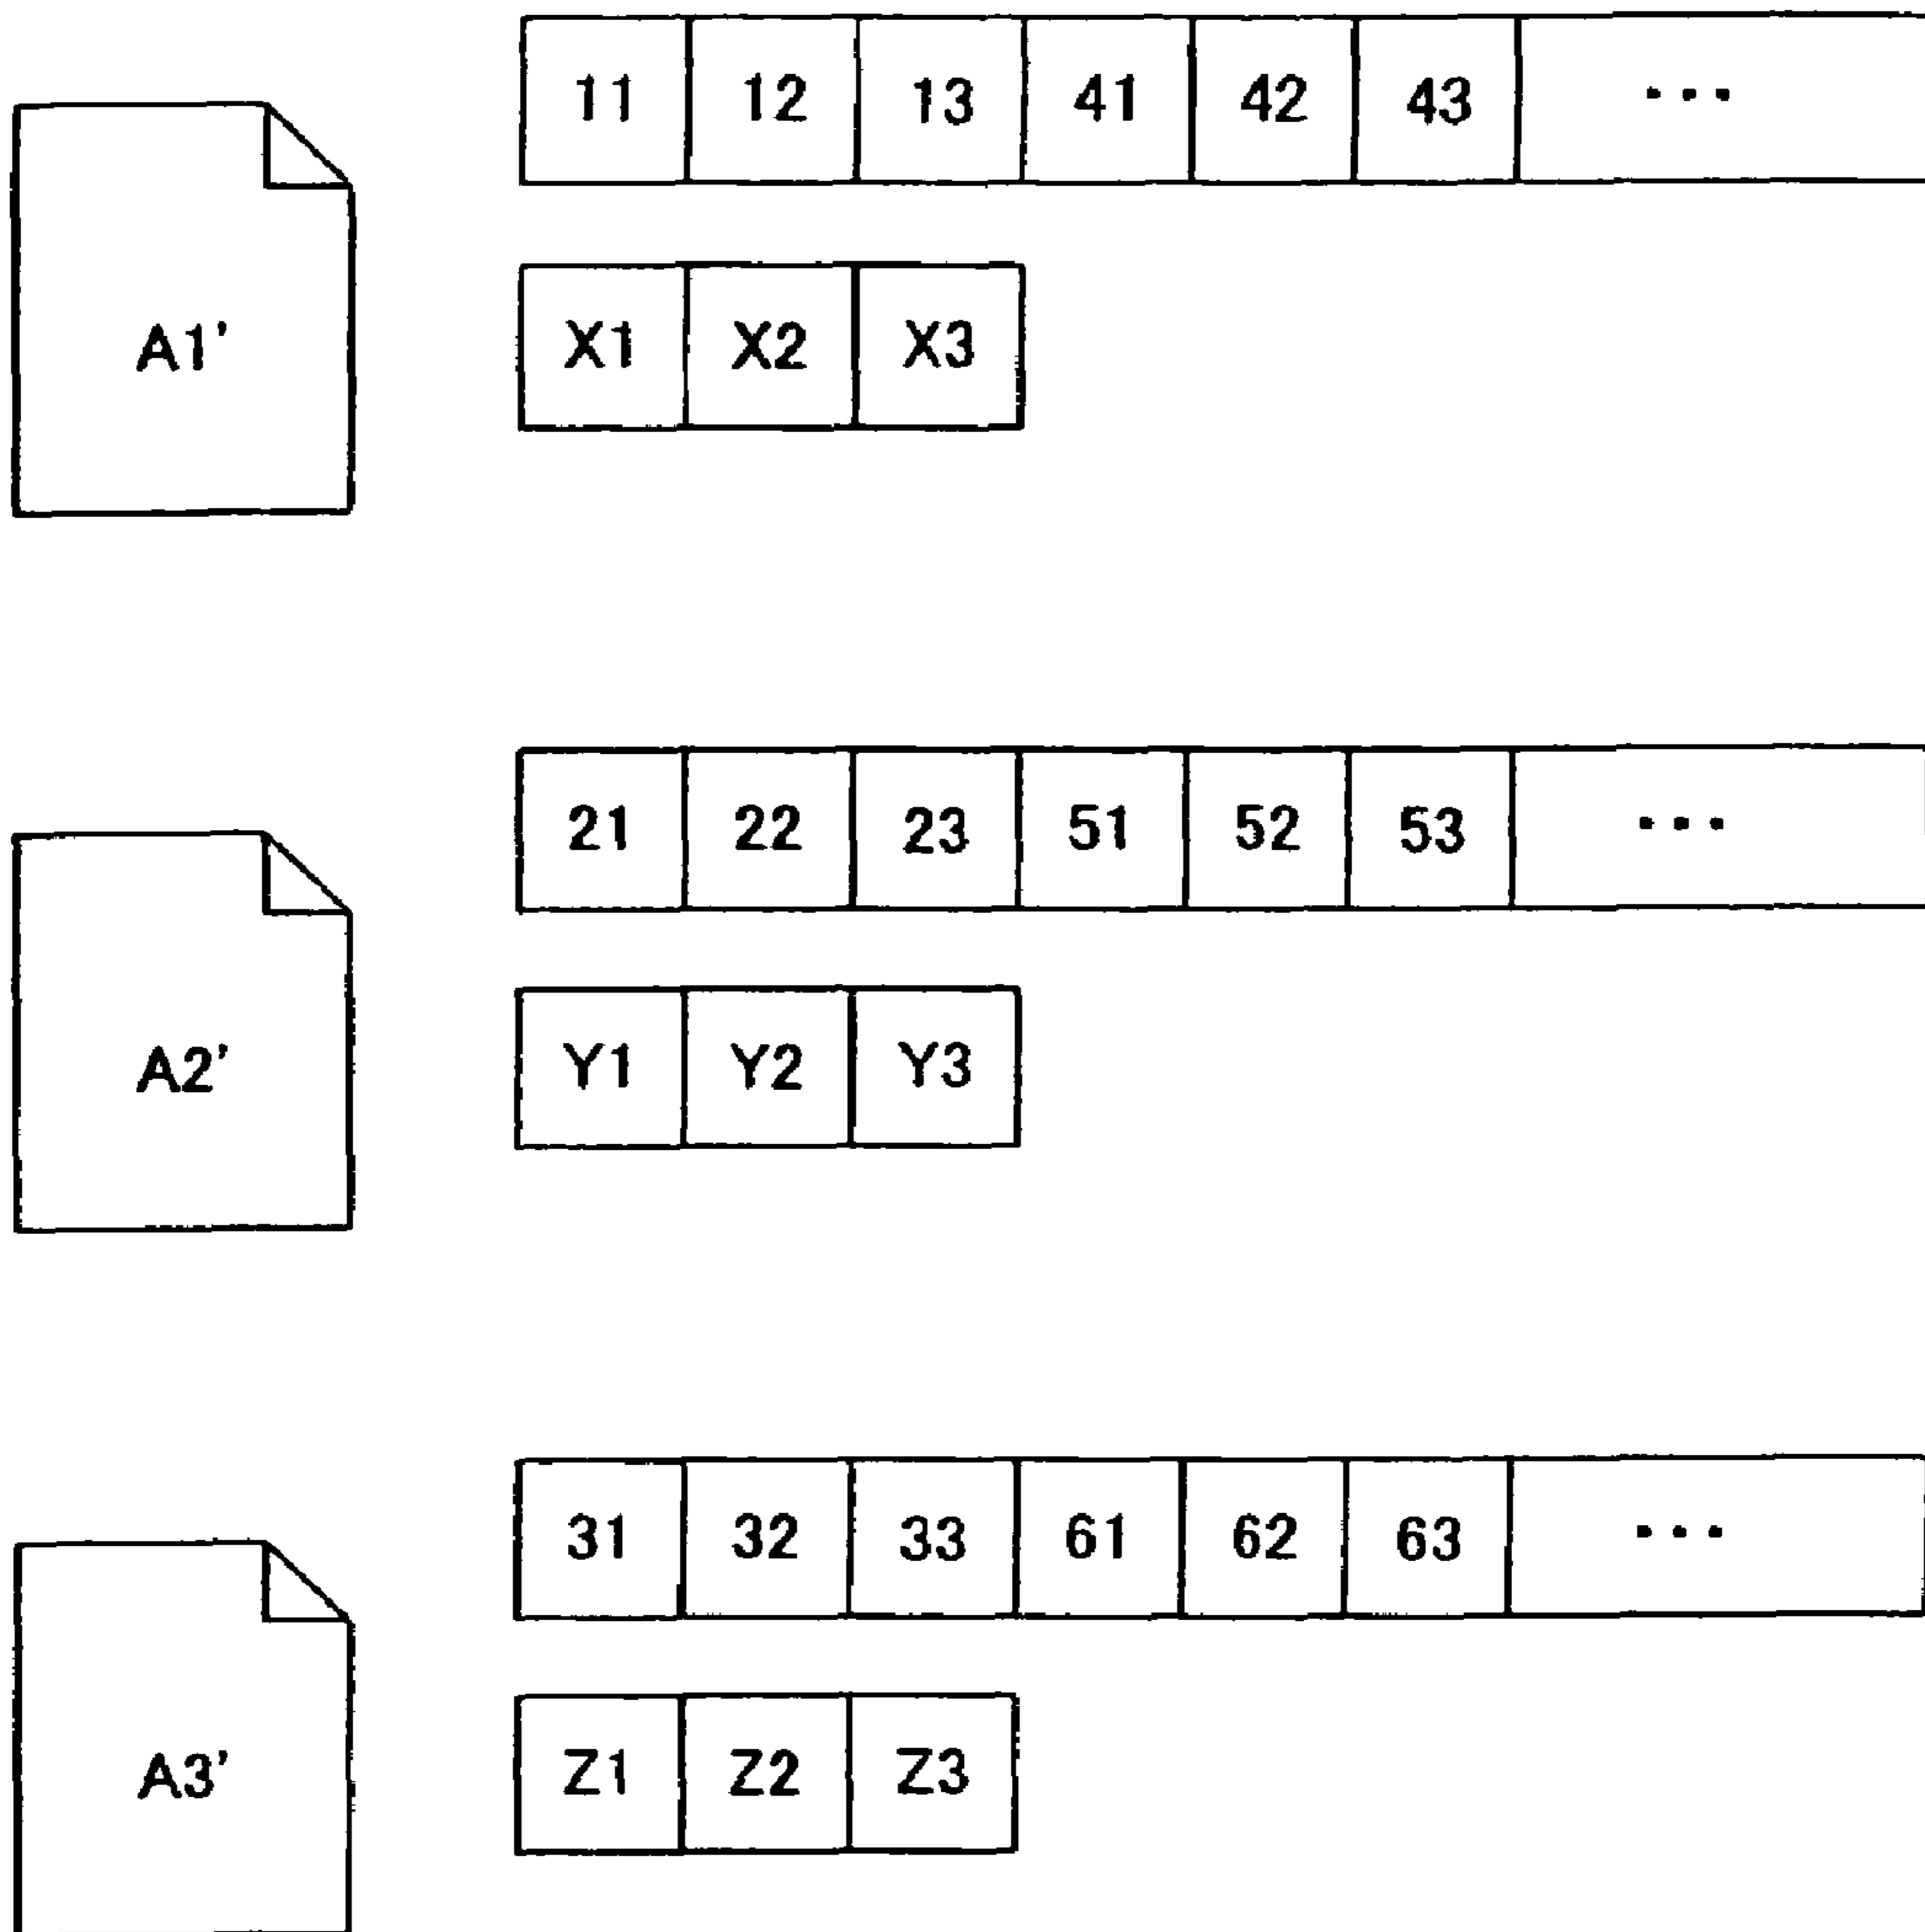 11 12 13 41 42 43 ...
A1' X1 X2 X3
21 22 23 51 52 53 ...
A2' Y1 Y2 Y3
31 32 33 61 62 63 ...
A3' Z1 Z2 Z3